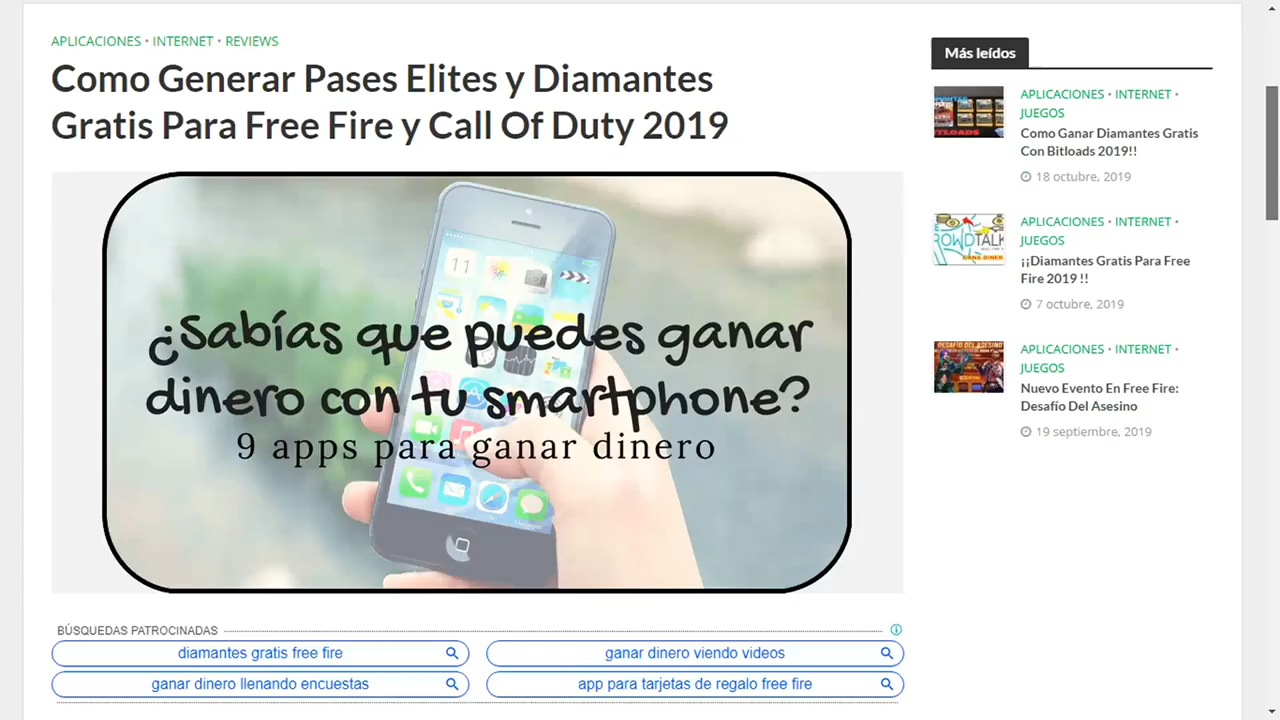 APLICACIONES • INTERNET • REVIEWS
Como Generar Pases Elites y Diamantes
Gratis Para Free Fire y Call Of Duty 2019
¿Sabías que puedes ganar
dinero con tu smartphone?
9 apps para ganar dinero
11
BÚSQUEDAS PATROCINADAS
diamantes gratis free fire
ganar dinero viendo videos
ganar dinero llenando encuestas
app para tarjetas de regalo free fire
Más leídos
APLICACIONES • INTERNET •
JUEGOS
Como Ganar Diamantes Gratis
Con Bitloads 2019!!
18 octubre, 2019
APLICACIONES • INTERNET •
JUEGOS
¡¡Diamantes Gratis Para Free
Fire 2019 !!
7 octubre, 2019
APLICACIONES • INTERNET •
JUEGOS
Nuevo Evento En Free Fire:
Desafío Del Asesino
19 septiembre, 2019